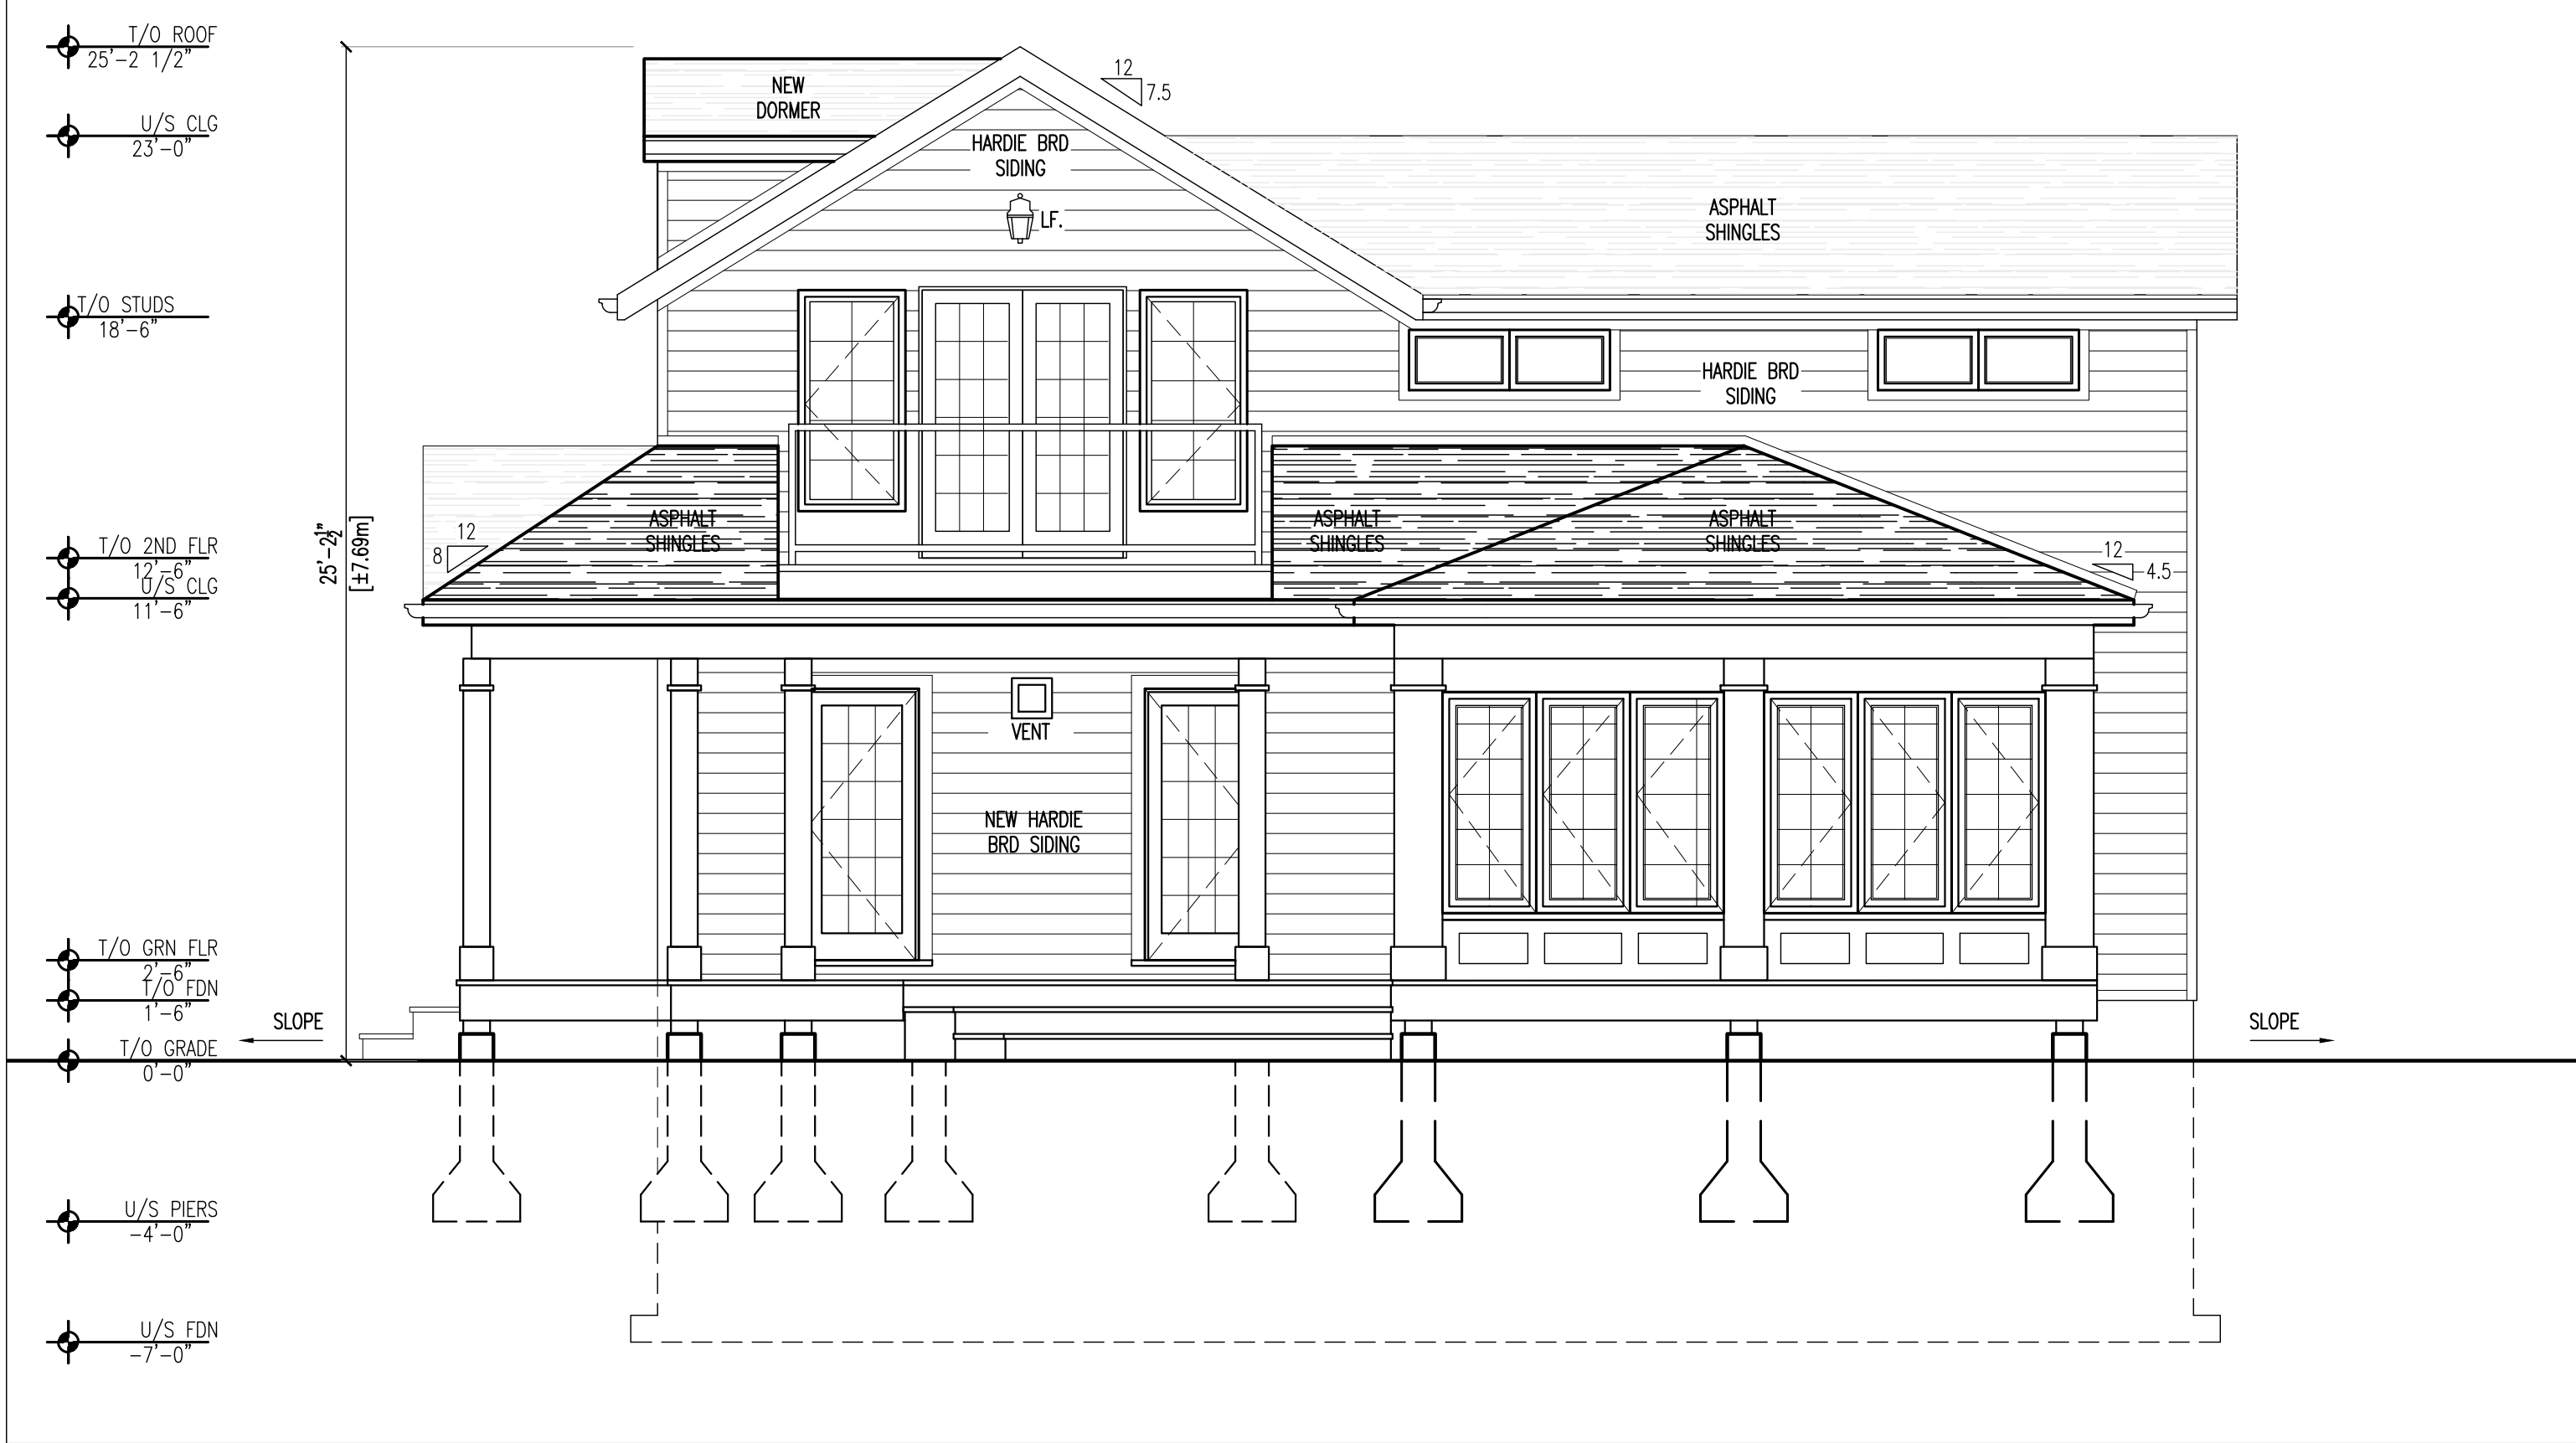 T/O ROOF
25'-2 1/2"
U/S CLG
23'-0"
T/O STUDS
18'-6"
T/O 2ND FLR
12'-6"
U/S CLG
11'-6"
T/O GRN FLR
2'-6"
T/O FDN
1'-6"
T/O GRADE
0'-0"
U/S PIERS
-4'-0"
U/S FDN
-7'-0"
25'-2½"
[±7.69m]
SLOPE
NEW
DORMER
12
7.5
HARDIE BRD
SIDING
LF.
ASPHALT
SHINGLES
HARDIE BRD
SIDING
12
8
ASPHALT
SHINGLES
ASPHALT
SHINGLES
ASPHALT
SHINGLES
12
4.5
VENT
NEW HARDIE
BRD SIDING
SLOPE